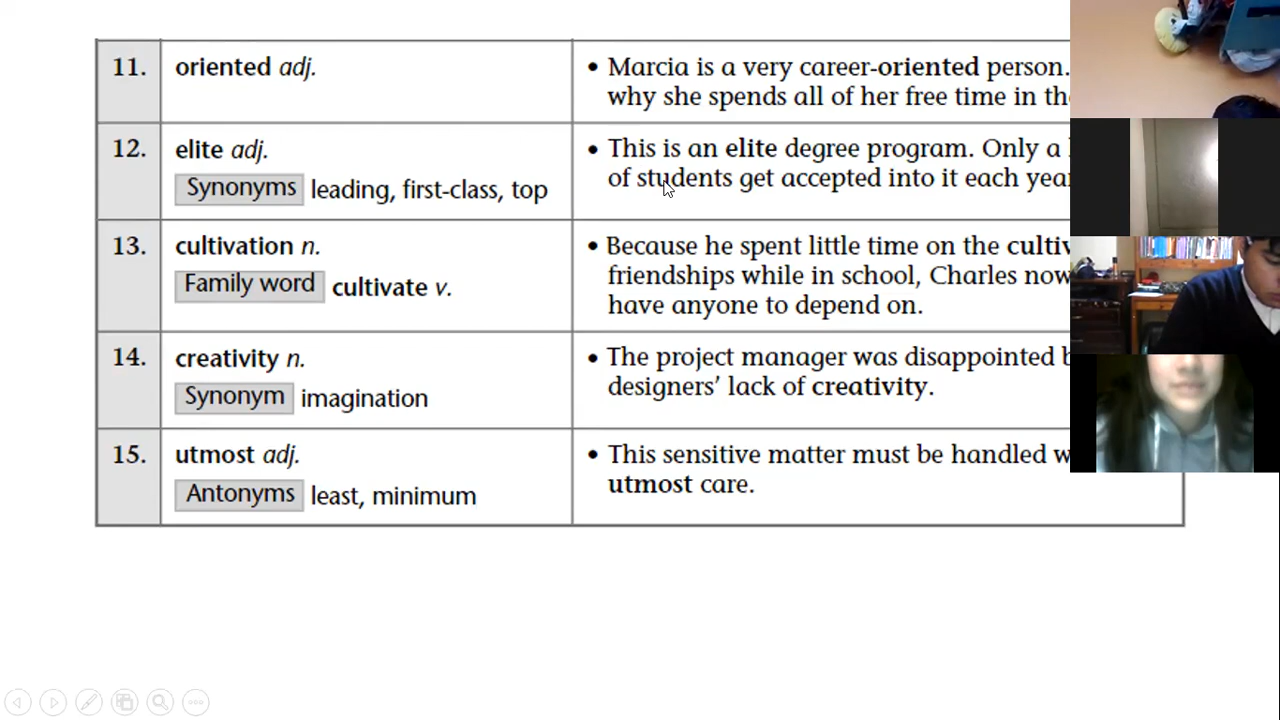 11. oriented adj.
• Marcia is a very career-oriented person.
why she spends all of her free time in
12. elite adj.
Synonyms leading, first-class, top
• This is an elite degree program. Only a
of students get accepted into it each
13. cultivation n.
Family word cultivate v.
• Because he spent little time on the
friendships while in school, Charles now
have anyone to depend on.
14. creativity n.
Synonym imagination
• The project manager was disappointed
designers' lack of creativity.
15. utmost adj.
Antonyms least, minimum
• This sensitive matter must be handled
utmost care.